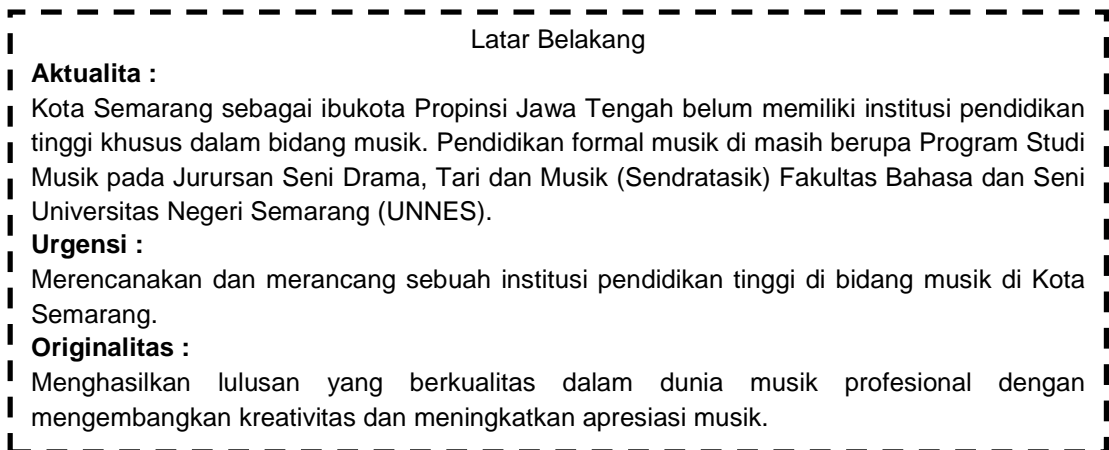 Latar Belakang
Aktualita :
Kota Semarang sebagai ibukota Propinsi Jawa Tengah belum memiliki institusi pendidikan
tinggi khusus dalam bidang musik. Pendidikan formal musik di masih berupa Program Studi
Musik pada Jurursan Seni Drama, Tari dan Musik (Sendratasik) Fakultas Bahasa dan Seni
Universitas Negeri Semarang (UNNES).
Urgensi :
Merencanakan dan merancang sebuah institusi pendidikan tinggi di bidang musik di Kota
Semarang.
Originalitas :
Menghasilkan lulusan yang berkualitas dalam dunia musik profesional dengan
mengembangkan kreativitas dan meningkatkan apresiasi musik.